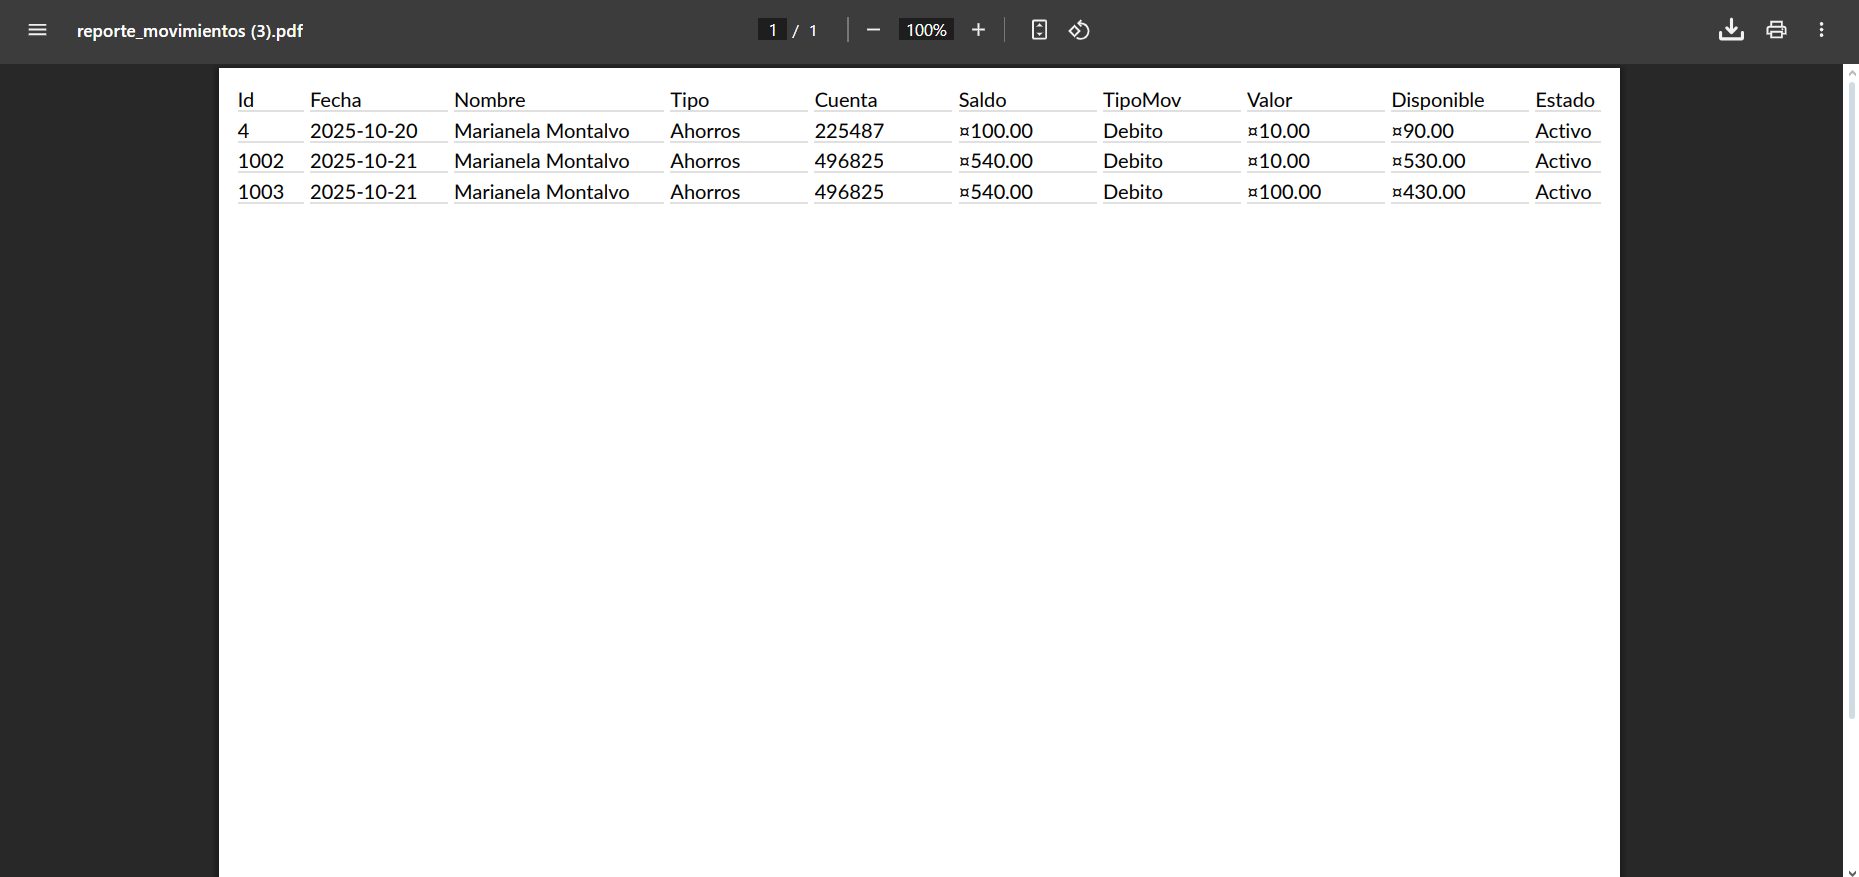 reporte_movimientos (3).pdf 1 / 1 100%
Id Fecha Nombre Tipo Cuenta Saldo TipoMov Valor Disponible Estado
4 2025-10-20 Marianela Montalvo Ahorros 225487 ¤100.00 Debito ¤10.00 ¤90.00 Activo
1002 2025-10-21 Marianela Montalvo Ahorros 496825 ¤540.00 Debito ¤10.00 ¤530.00 Activo
1003 2025-10-21 Marianela Montalvo Ahorros 496825 ¤540.00 Debito ¤100.00 ¤430.00 Activo